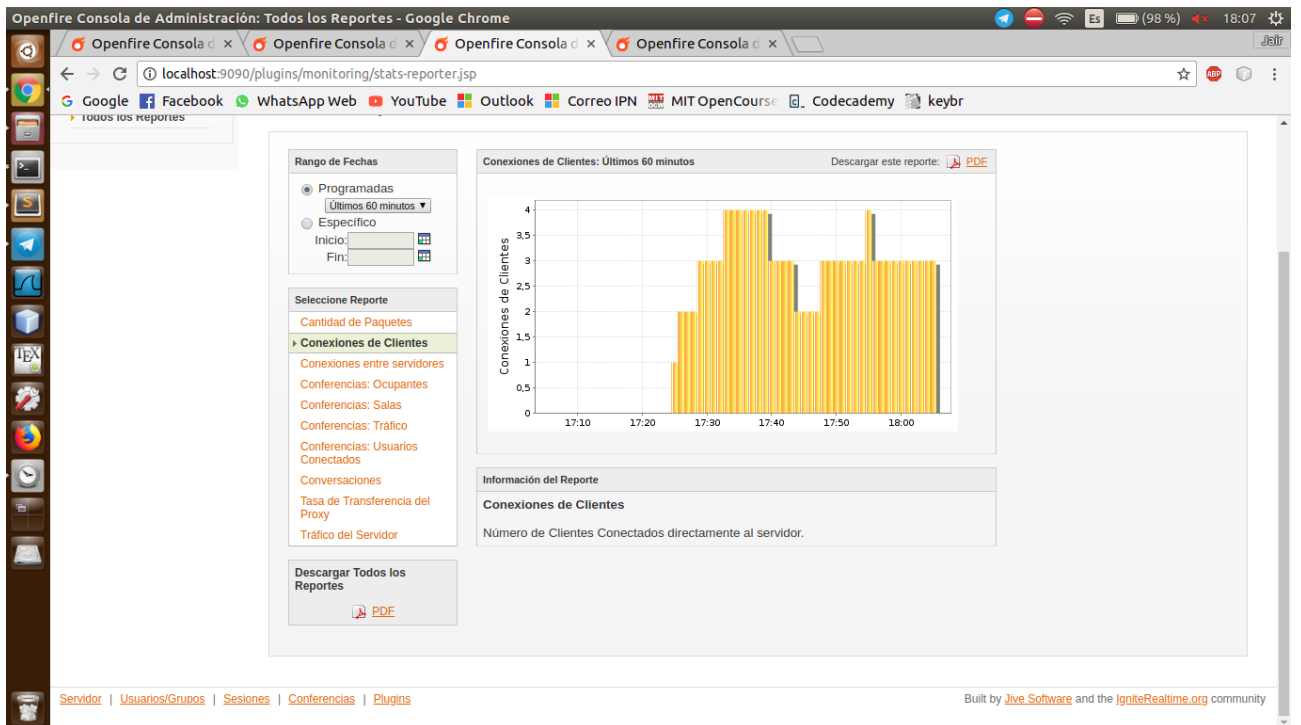 Openfire Consola de Administración: Todos los Reportes - Google Chrome
Es (98 %) 18:07
Openfire Consola d × Openfire Consola d × Openfire Consola d × Openfire Consola d × Jair
localhost:9090/plugins/monitoring/stats-reporter.jsp ABP
Google Facebook WhatsApp Web YouTube Outlook Correo IPN MIT OpenCourse Codecademy keybr
Todos los Reportes
Rango de Fechas
Programadas
Últimos 60 minutos ▼
Específico
Inicio:
Fin:
Seleccione Reporte
Cantidad de Paquetes
Conexiones de Clientes
Conexiones entre servidores
Conferencias: Ocupantes
Conferencias: Salas
Conferencias: Tráfico
Conferencias: Usuarios
Conectados
Conversaciones
Tasa de Transferencia del
Proxy
Tráfico del Servidor
Descargar Todos los
Reportes
PDF
Conexiones de Clientes: Últimos 60 minutos Descargar este reporte: PDF
Conexiones de Clientes
4
3,5
3
2,5
2
1,5
1
0,5
0
17:10 17:20 17:30 17:40 17:50 18:00
Información del Reporte
Conexiones de Clientes
Número de Clientes Conectados directamente al servidor.
TEX
Servidor | Usuarios/Grupos | Sesiones | Conferencias | Plugins
Built by Jive Software and the IgniteRealtime.org community